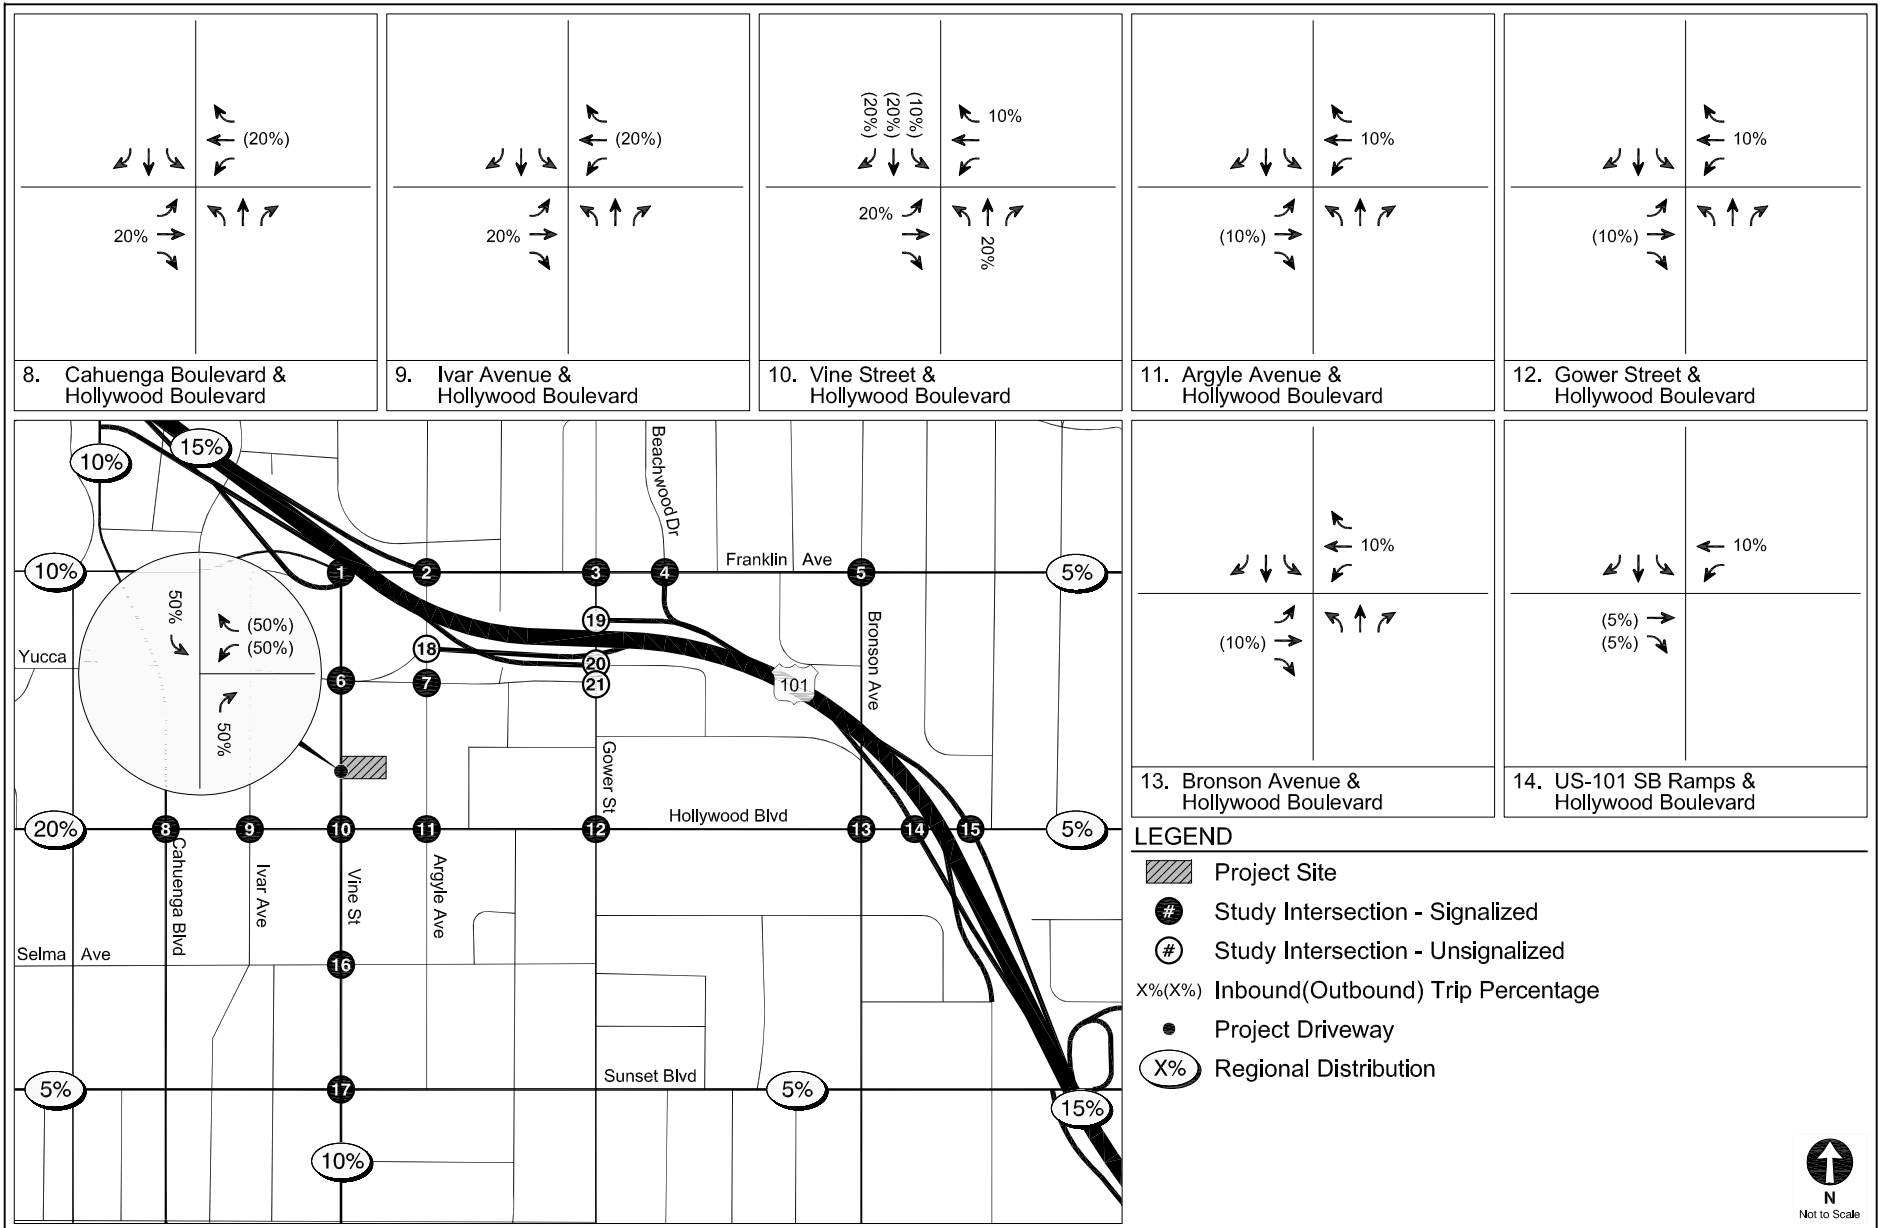 (20%)
20%
8. Cahuenga Boulevard &
Hollywood Boulevard
(20%)
20%
9. Ivar Avenue &
Hollywood Boulevard
(20%)
(20%)
(10%)
10%
20%
20%
10. Vine Street &
Hollywood Boulevard
10%
(10%)
11. Argyle Avenue &
Hollywood Boulevard
10%
(10%)
12. Gower Street &
Hollywood Boulevard
15%
10%
Beachwood Dr
10%
1
2
3
4
Franklin Ave
5
5%
50%
(50%)
(50%)
50%
19
Bronson Ave
Yucca
18
20
6
7
21
101
Gower St
Hollywood Blvd
20%
8
9
10
11
12
13
14
15
5%
Cahuenga Blvd
Ivar Ave
Vine St
Argyle Ave
Selma Ave
16
5%
17
Sunset Blvd
5%
15%
10%
10%
(10%)
13. Bronson Avenue &
Hollywood Boulevard
10%
(5%)
(5%)
14. US-101 SB Ramps &
Hollywood Boulevard
LEGEND
Project Site
# Study Intersection - Signalized
# Study Intersection - Unsignalized
X%(X%) Inbound(Outbound) Trip Percentage
Project Driveway
X% Regional Distribution
N
Not to Scale